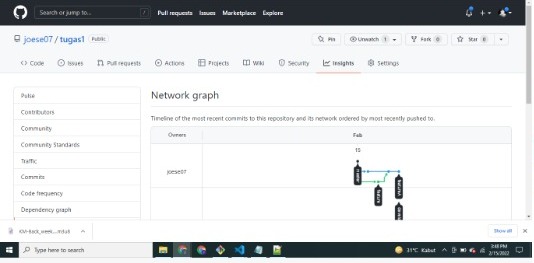 Search or jump to... / Pull requests Issues Marketplace Explore
joese07 / tugas1 Public
Pin Unwatch 1 Fork 0 Star 0
Code Issues Pull requests Actions Projects Wiki Security Insights Settings
Pulse
Contributors
Community
Community Standards
Traffic
Commits
Code frequency
Dependency graph
Network graph
Timeline of the most recent commits to this repository and its network ordered by most recently pushed to.
Owners Feb
15
joese07
Show all
Type here to search
31°C Kabut
3:48 PM
2/15/2022